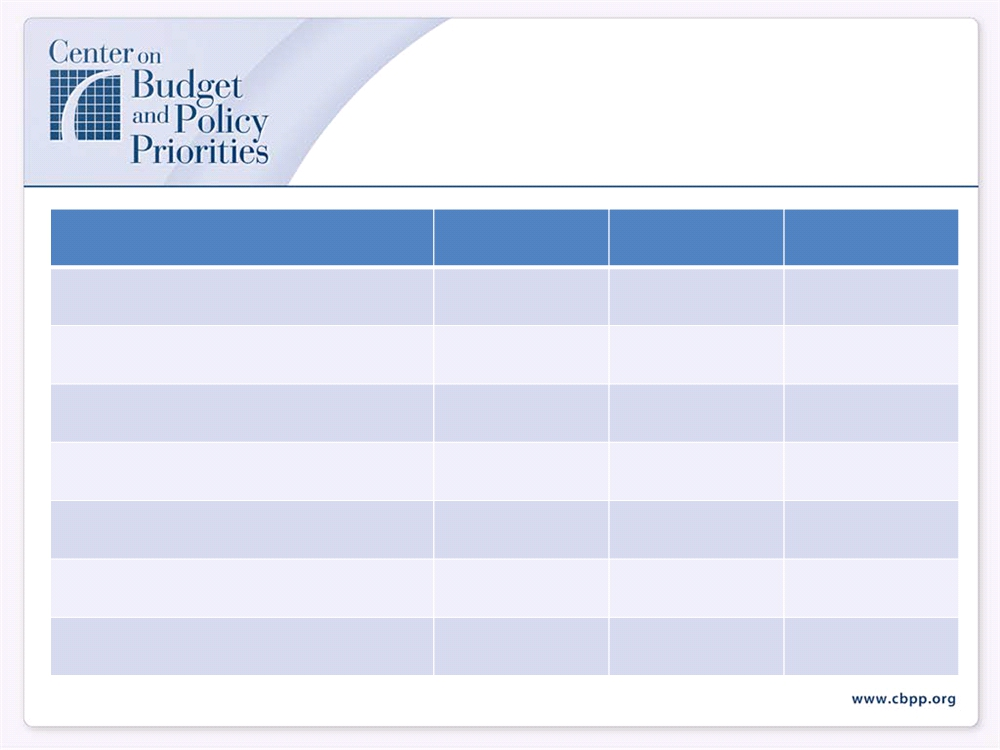 Center on
Budget
and Policy
Priorities
www.cbpp.org